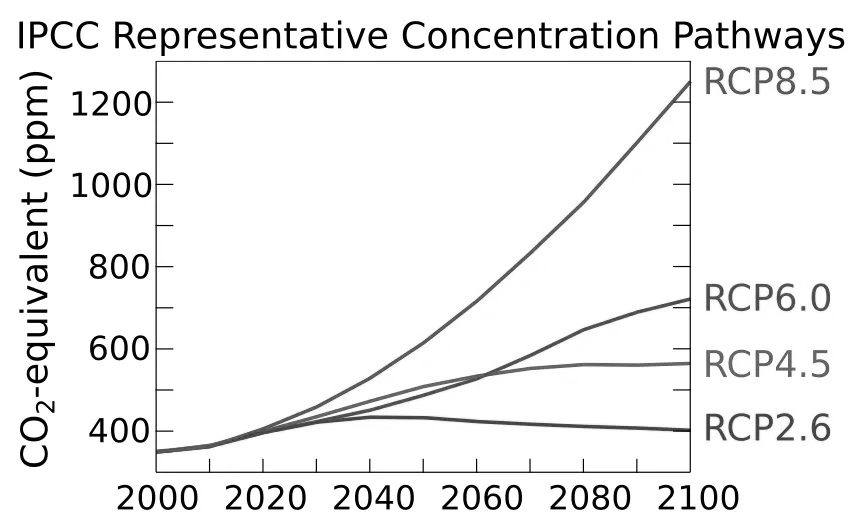 IPCC Representative Concentration Pathways
CO₂-equivalent (ppm)
1200
1000
800
600
400
2000 2020 2040 2060 2080 2100
RCP8.5
RCP6.0
RCP4.5
RCP2.6